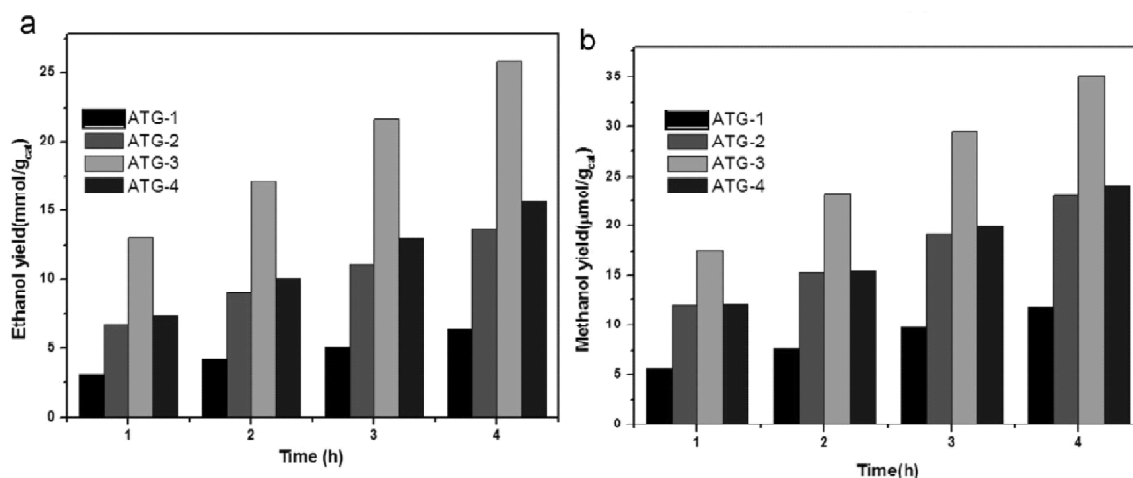 a
Ethanol yield(mmol/gcat)
25
20
15
10
5
0
ATG-1
ATG-2
ATG-3
ATG-4
1 2 3 4
Time (h)
b
Methanol yield(μmol/gcat)
35
30
25
20
15
10
5
0
ATG-1
ATG-2
ATG-3
ATG-4
1 2 3 4
Time(h)